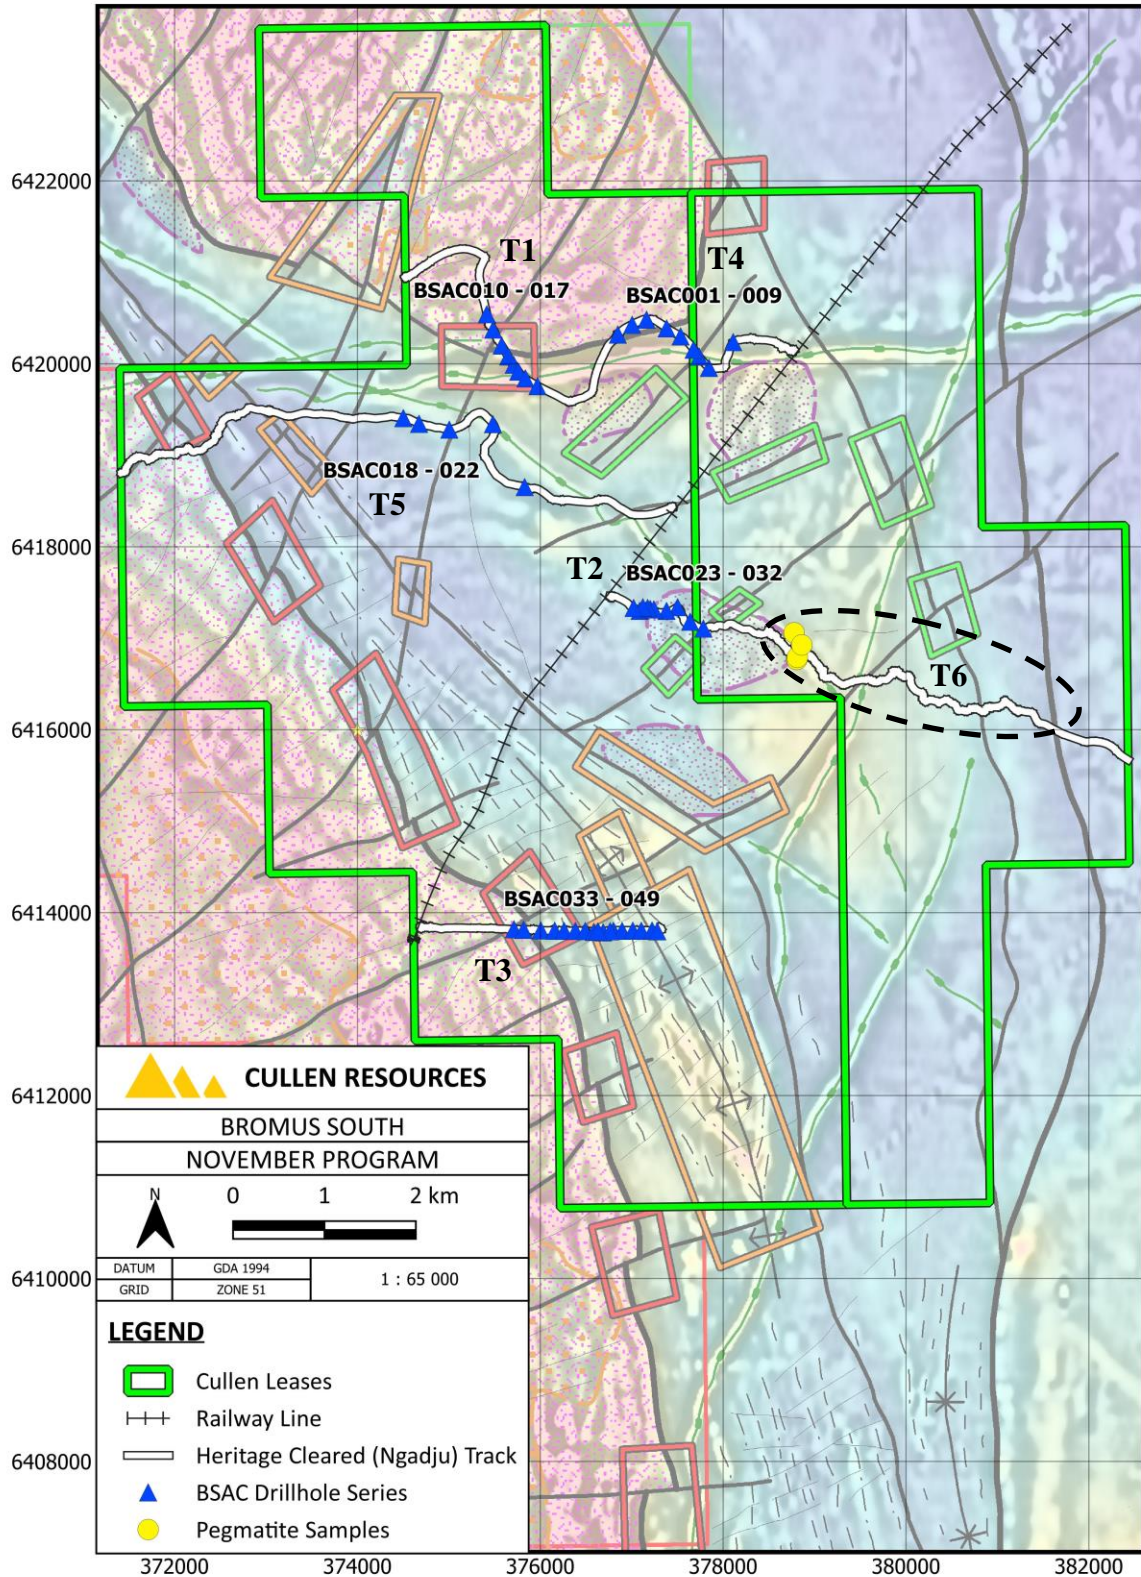 6422000
T1
T4
BSAC010 - 017
BSAC001 - 009
6420000
BSAC018 - 022
T5
6418000
T2
BSAC023 - 032
T6
6416000
BSAC033 - 049
6414000
T3
CULLEN RESOURCES
6412000
BROMUS SOUTH
NOVEMBER PROGRAM
N
0 1 2 km
DATUM GDA 1994
GRID ZONE 51
1 : 65 000
6410000
LEGEND
Cullen Leases
Railway Line
Heritage Cleared (Ngadju) Track
6408000
BSAC Drillhole Series
Pegmatite Samples
372000 374000 376000 378000 380000 382000